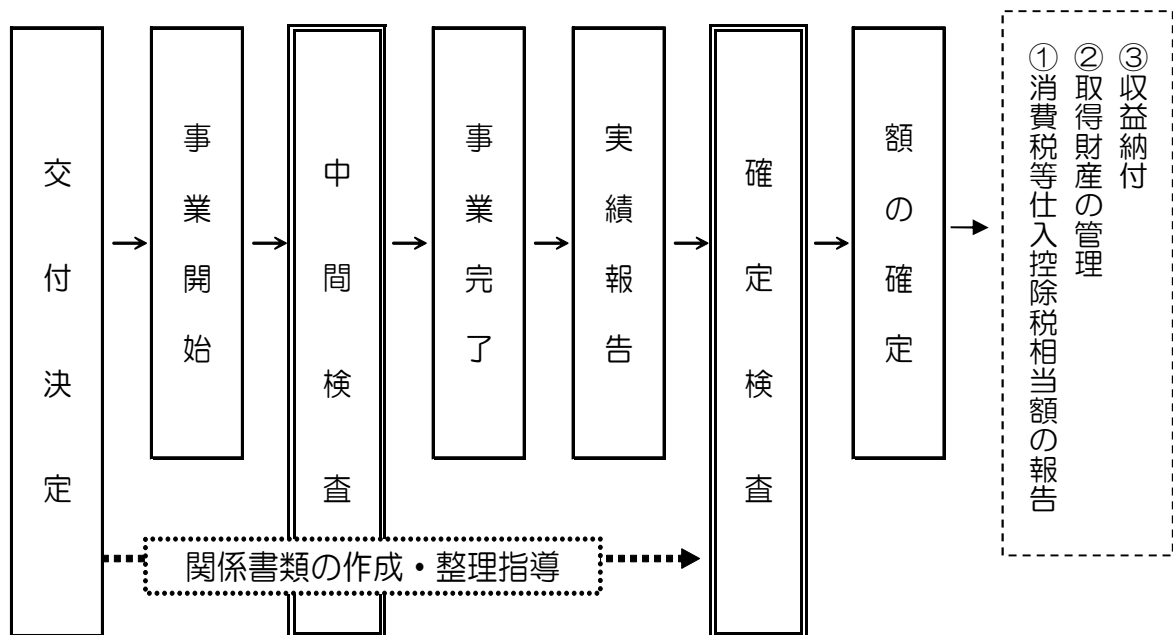 交付決定
事業開始
中間検査
事業完了
実績報告
確定検査
額の確定
①消費税等仕入控除税相当額の報告
②取得財産の管理
③収益納付
関係書類の作成・整理指導